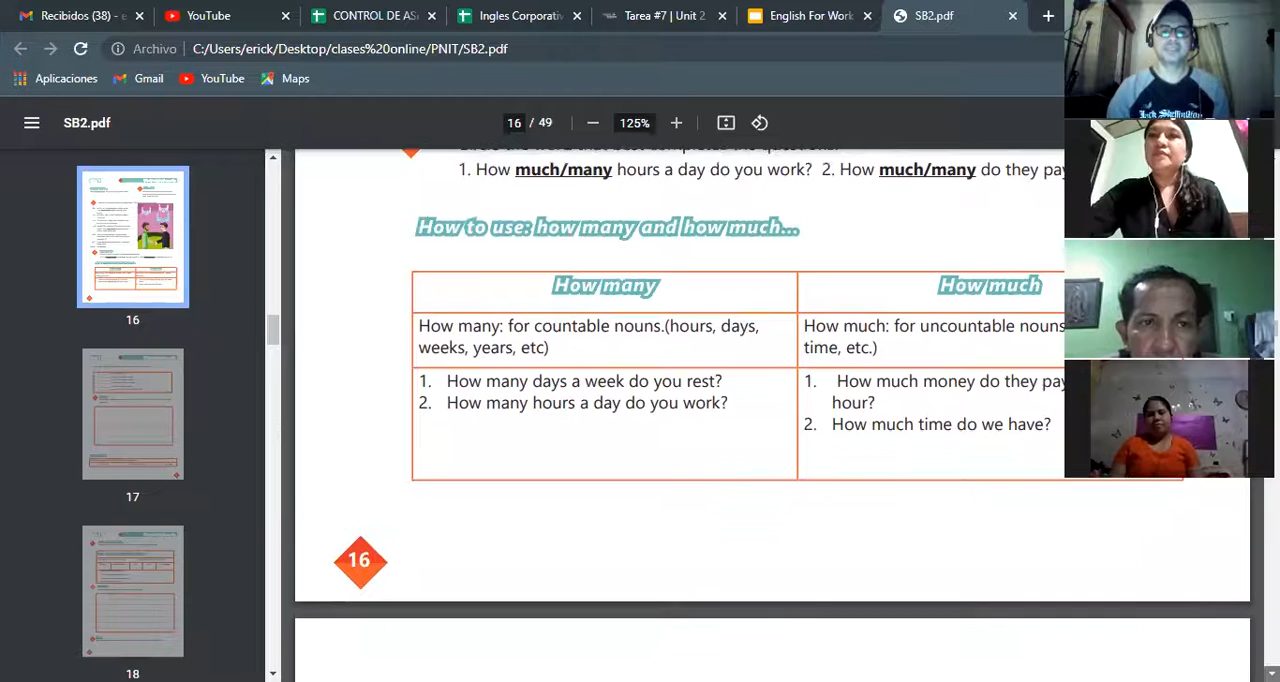 Recibidos (38) - e
YouTube
CONTROL DE AS
Ingles Corporativ
Tarea #7 | Unit 2
English For Work
SB2.pdf
Archivo
C:/Users/erick/Desktop/clases%20online/PNIT/SB2.pdf
Aplicaciones
Gmail
YouTube
Maps
SB2.pdf
16 / 49
125%
1. How much/many hours a day do you work? 2. How much/many do they pay
How to use: how many and how much...
How many
How much
How many: for countable nouns.(hours, days,
weeks, years, etc)
How much: for uncountable nouns
time, etc.)
1. How many days a week do you rest?
2. How many hours a day do you work?
1. How much money do they pay
hour?
2. How much time do we have?
16
16
17
18